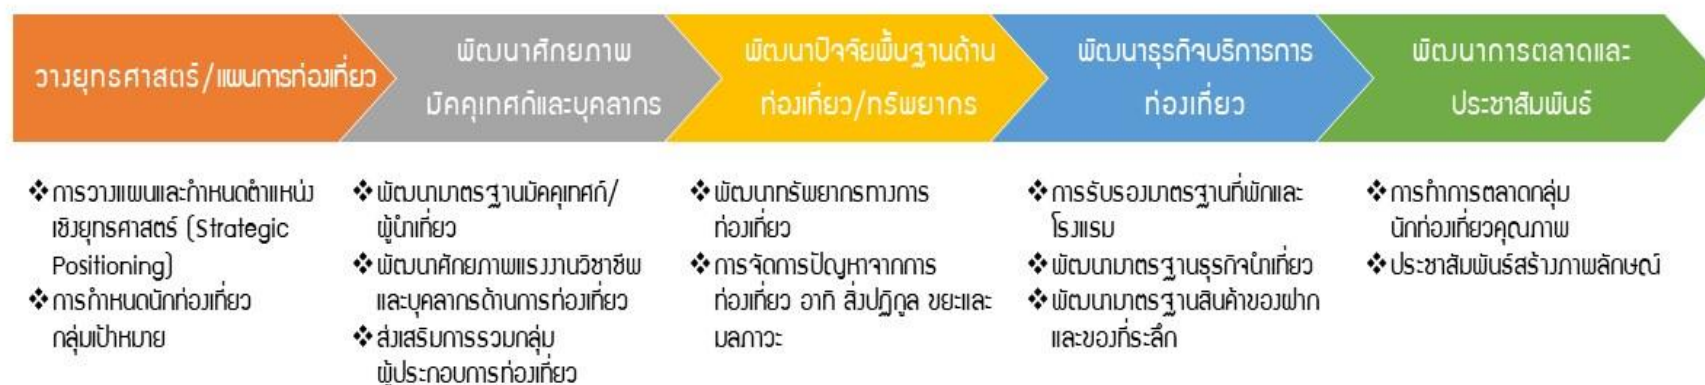 วางยุทธศาสตร์/แผนการท่องเที่ยว
พัฒนาศักยภาพ
มัคคุเทศก์และบุคลากร
พัฒนาปัจจัยพื้นฐานด้าน
ท่องเที่ยว/ทรัพยากร
พัฒนาธุรกิจบริการการ
ท่องเที่ยว
พัฒนาการตลาดและ
ประชาสัมพันธ์
❖ การวางแผนและกำหนดตำแหน่ง
เชิงยุทธศาสตร์ (Strategic
Positioning)
❖ การกำหนดนักท่องเที่ยว
กลุ่มเป้าหมาย
❖ พัฒนามาตรฐานมัคคุเทศก์/
ผู้นำเที่ยว
❖ พัฒนาศักยภาพแรงงานวิชาชีพ
และบุคลากรด้านการท่องเที่ยว
❖ ส่งเสริมการรวมกลุ่ม
ผู้ประกอบการท่องเที่ยว
❖ พัฒนาทรัพยากรทางการ
ท่องเที่ยว
❖ การจัดการปัญหาจากการ
ท่องเที่ยว อาทิ สิ่งปฏิกูล ขยะและ
มลภาวะ
❖ การรับรองมาตรฐานที่พักและ
โรงแรม
❖ พัฒนามาตรฐานธุรกิจนำเที่ยว
❖ พัฒนามาตรฐานสินค้าของฝาก
และของที่ระลึก
❖ การทำการตลาดกลุ่ม
นักท่องเที่ยวคุณภาพ
❖ ประชาสัมพันธ์สร้างภาพลักษณ์